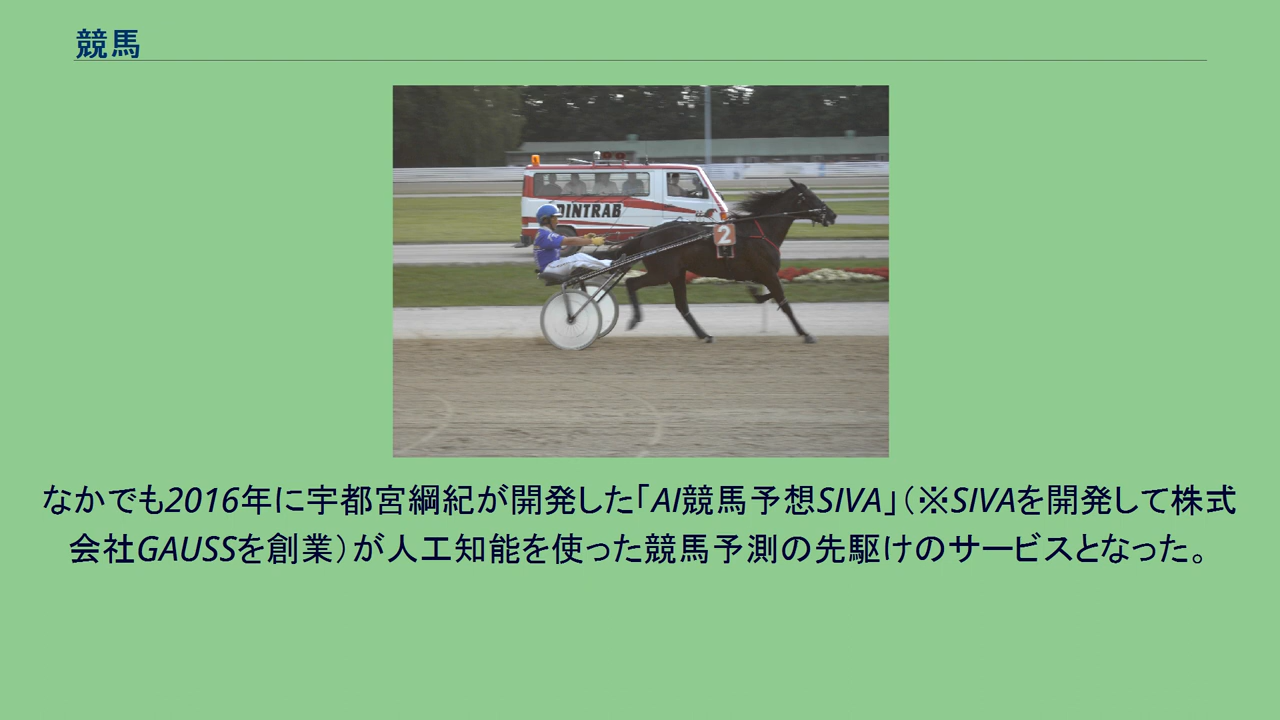 競馬
DINTRAB
2
なかでも2016年に宇都宮綱紀が開発した「AI競馬予想SIVA」（※SIVAを開発して株式
会社GAUSSを創業）が人工知能を使った競馬予測の先駆けのサービスとなった。